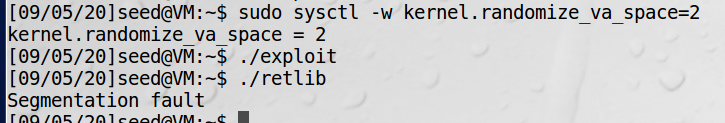 [09/05/20]seed@VM:~$ sudo sysctl -w kernel.randomize_va_space=2
kernel.randomize_va_space = 2
[09/05/20]seed@VM:~$ ./exploit
[09/05/20]seed@VM:~$ ./retlib
Segmentation fault
[09/05/20]seed@VM:~$